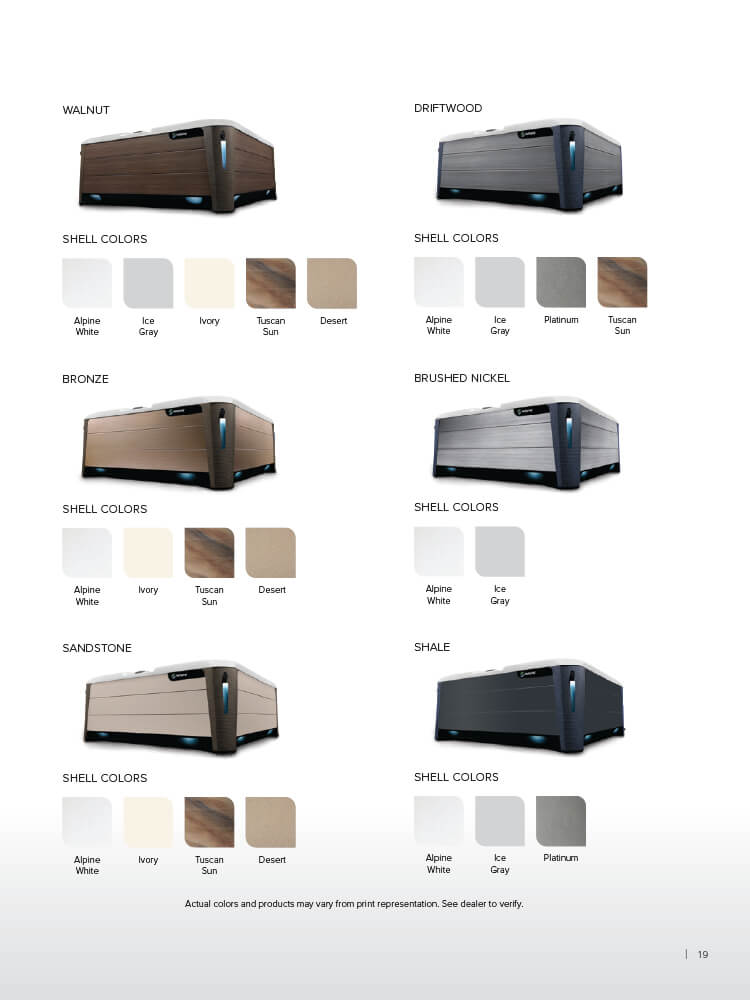 WALNUT
SHELL COLORS
Alpine
White
Ice
Gray
Ivory
Tuscan
Sun
Desert
DRIFTWOOD
SHELL COLORS
Alpine
White
Ice
Gray
Platinum
Tuscan
Sun
BRONZE
SHELL COLORS
Alpine
White
Ivory
Tuscan
Sun
Desert
BRUSHED NICKEL
SHELL COLORS
Alpine
White
Ice
Gray
SANDSTONE
SHELL COLORS
Alpine
White
Ivory
Tuscan
Sun
Desert
SHALE
SHELL COLORS
Alpine
White
Ice
Gray
Platinum
Actual colors and products may vary from print representation. See dealer to verify.
| 19